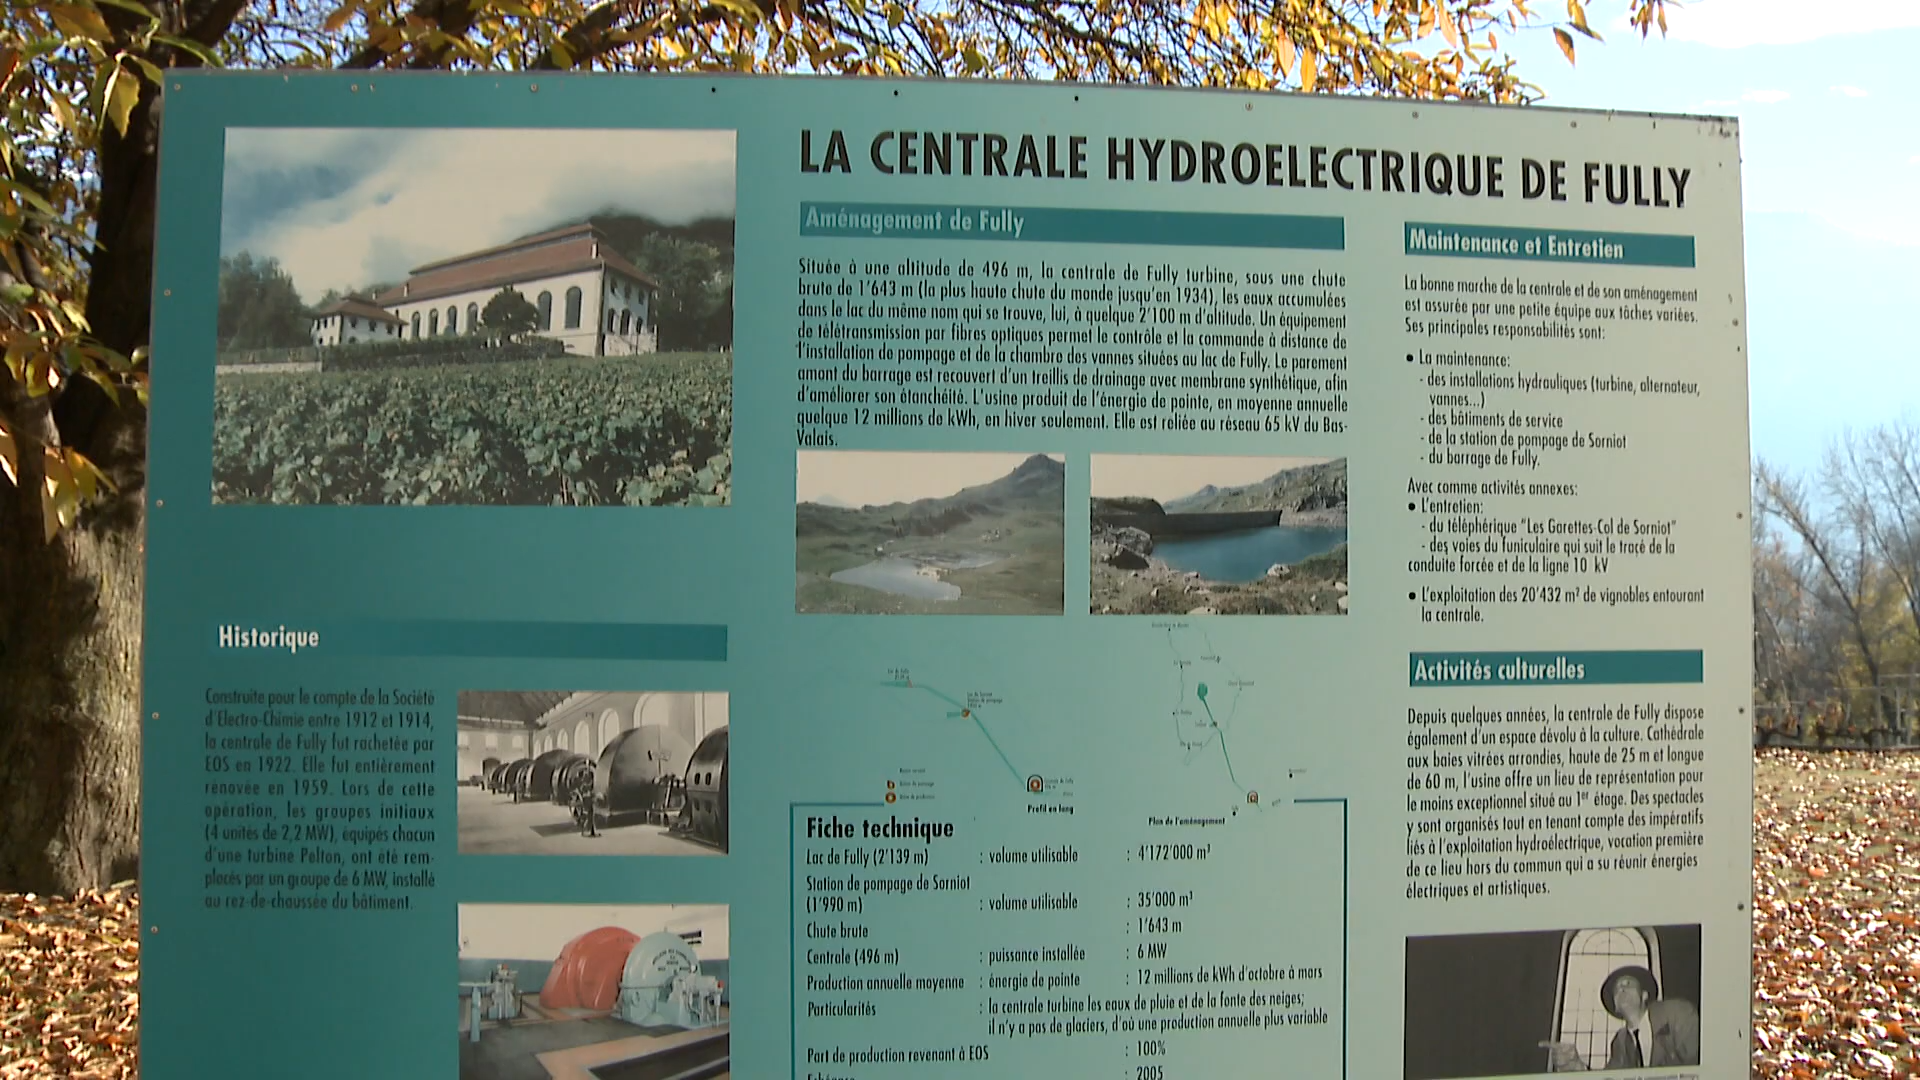 LA CENTRALE HYDROELECTRIQUE DE FULLY
Historique
Construite pour le compte de la Société
d'Electro-Chimie entre 1912 et 1914,
la centrale de Fully fut rachetée par
EOS en 1922. Elle fut entièrement
rénovée en 1959. Lors de cette
opération, les groupes initiaux
(4 unités de 2,2 MW), équipés chacun
d'une turbine Pelton, ont été rem-
placés par un groupe de 6 MW, installé
au rez-de-chaussée du bâtiment.
Aménagement de Fully
Située à une altitude de 496 m, la centrale de Fully turbine, sous une chute
brute de 1'643 m (la plus haute chute du monde jusqu'en 1934), les eaux accumulées
dans le lac du même nom qui se trouve, lui, à quelque 2'100 m d'altitude. Un équipement
de télétransmission par fibres optiques permet le contrôle et la commande à distance de
l'installation de pompage et de la chambre des vannes situées au lac de Fully. Le parement
amont du barrage est recouvert d'un treillis de drainage avec membrane synthétique, afin
d'améliorer son étanchéité. L'usine produit de l'énergie de pointe, en moyenne annuelle
quelque 12 millions de kWh, en hiver seulement. Elle est reliée au réseau 65 kV du Bas-
Valais.
Profil en long
Plan de l'aménagement
Fiche technique
Lac de Fully (2'139 m) : volume utilisable : 4'172'000 m³
Station de pompage de Sorniot
(1'990 m) : volume utilisable : 35'000 m³
Chute brute : 1'643 m
Centrale (496 m) : puissance installée : 6 MW
Production annuelle moyenne : énergie de pointe : 12 millions de kWh d'octobre à mars
Particularités : la centrale turbine les eaux de pluie et de la fonte des neiges;
il n'y a pas de glaciers, d'où une production annuelle plus variable
Part de production revenant à EOS : 100%
Echéance : 2005
Maintenance et Entretien
La bonne marche de la centrale et de son aménagement
est assurée par une petite équipe aux tâches variées.
Ses principales responsabilités sont:
• La maintenance:
- des installations hydrauliques (turbine, alternateur,
vannes...)
- des bâtiments de service
- de la station de pompage de Sorniot
- du barrage de Fully.
Avec comme activités annexes:
• L'entretien:
- du téléphérique "Les Garettes-Col de Sorniot"
- des voies du funiculaire qui suit le tracé de la
conduite forcée et de la ligne 10 kV
• L'exploitation des 20'432 m² de vignobles entourant
la centrale.
Activités culturelles
Depuis quelques années, la centrale de Fully dispose
également d'un espace dévolu à la culture. Cathédrale
aux baies vitrées arrondies, haute de 25 m et longue
de 60 m, l'usine offre un lieu de représentation pour
le moins exceptionnel situé au 1er étage. Des spectacles
y sont organisés tout en tenant compte des impératifs
liés à l'exploitation hydroélectrique, vocation première
de ce lieu hors du commun qui a su réunir énergies
électriques et artistiques.